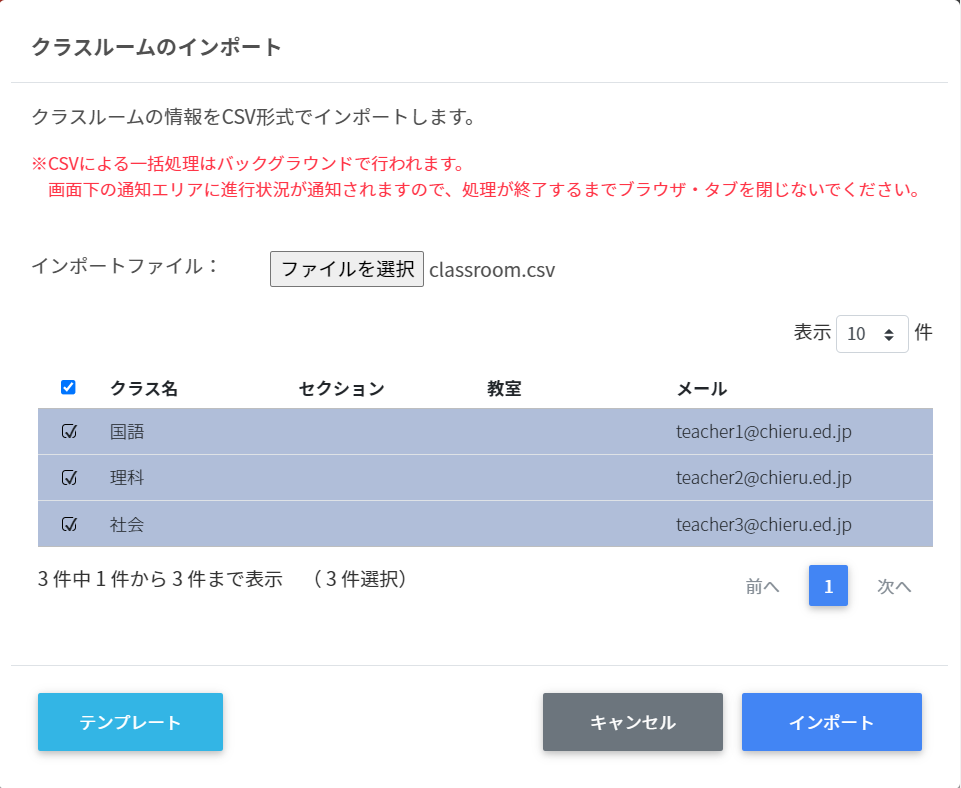 クラスルームのインポート
クラスルームの情報をCSV形式でインポートします。
※CSVによる一括処理はバックグラウンドで行われます。
画面下の通知エリアに進行状況が通知されますので、処理が終了するまでブラウザ・タブを閉じないでください。
インポートファイル： ファイルを選択 classroom.csv
表示 10 件
クラス名 セクション 教室 メール
国語 teacher1@chieru.ed.jp
理科 teacher2@chieru.ed.jp
社会 teacher3@chieru.ed.jp
3 件中 1 件から 3 件まで表示 （ 3 件選択）
前へ 1 次へ
テンプレート キャンセル インポート